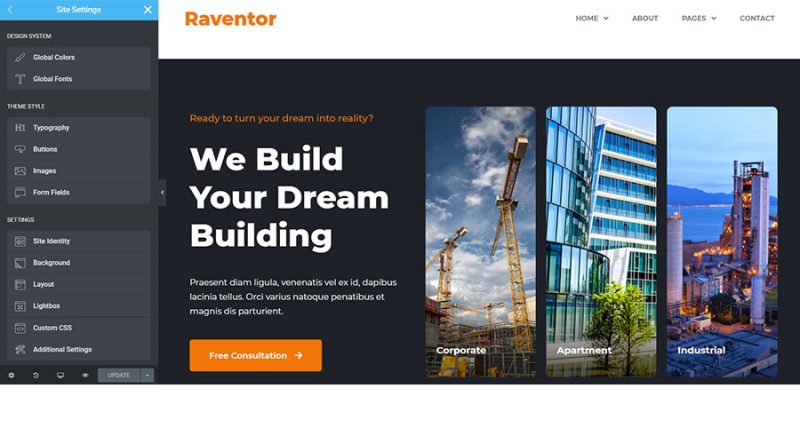 Site Settings
DESIGN SYSTEM
Global Colors
Global Fonts
THEME STYLE
H1 Typography
Buttons
Images
Form Fields
SETTINGS
Site Identity
Background
Layout
Lightbox
Custom CSS
Additional Settings
UPDATE
Raventor
HOME ABOUT PAGES CONTACT
Ready to turn your dream into reality?
We Build
Your Dream
Building
Praesent diam ligula, venenatis vel ex id, dapibus
lacinia tellus. Orci varius natoque penatibus et
magnis dis parturient.
Free Consultation
Corporate
Apartment
Industrial